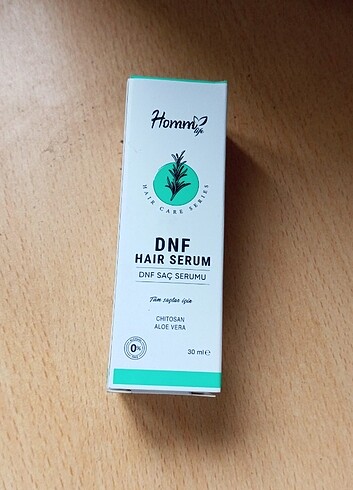 Homm
life
HAIR CARE SERIES
DNF
HAIR SERUM
DNF SAÇ SERUMU
Tüm saçlar için
CHITOSAN
ALOE VERA
0%
30 ml ℮